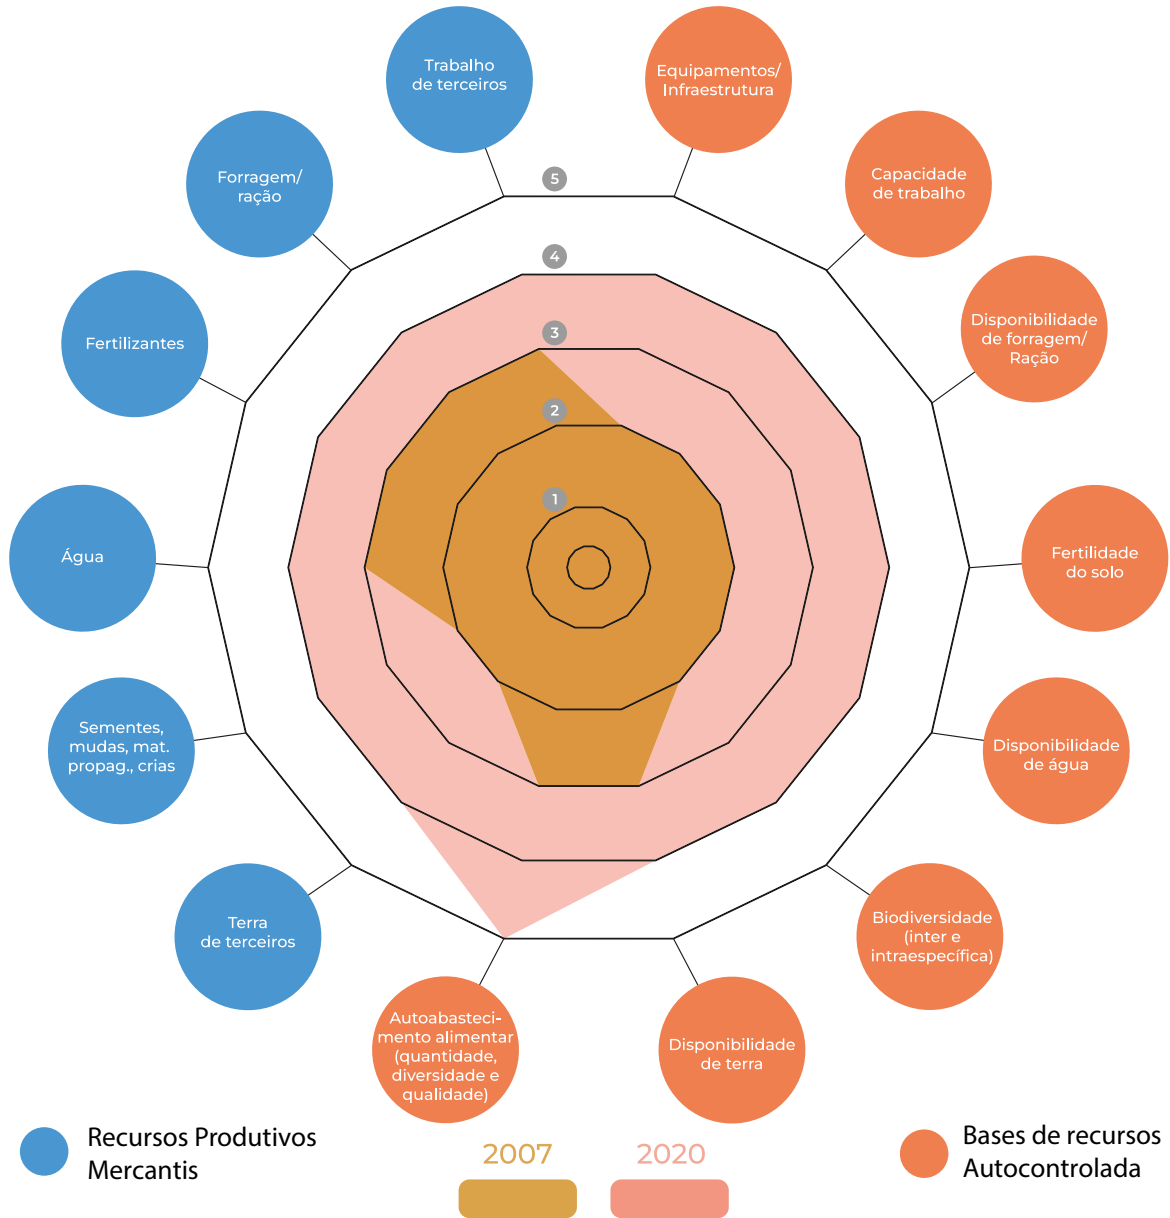 Trabalho
de terceiros
Equipamentos/
Infraestrutura
Forragem/
ração
5
Capacidade
de trabalho
4
Fertilizantes
3
Disponibilidade
de forragem/
Ração
2
1
Água
Fertilidade
do solo
Sementes,
mudas, mat.
propag., crias
Disponibilidade
de água
Terra
de terceiros
Biodiversidade
(inter e
intraespecífica)
Autoabasteci-
mento alimentar
(quantidade,
diversidade e
qualidade)
Disponibilidade
de terra
Recursos Produtivos
Mercantis
2007
2020
Bases de recursos
Autocontrolada